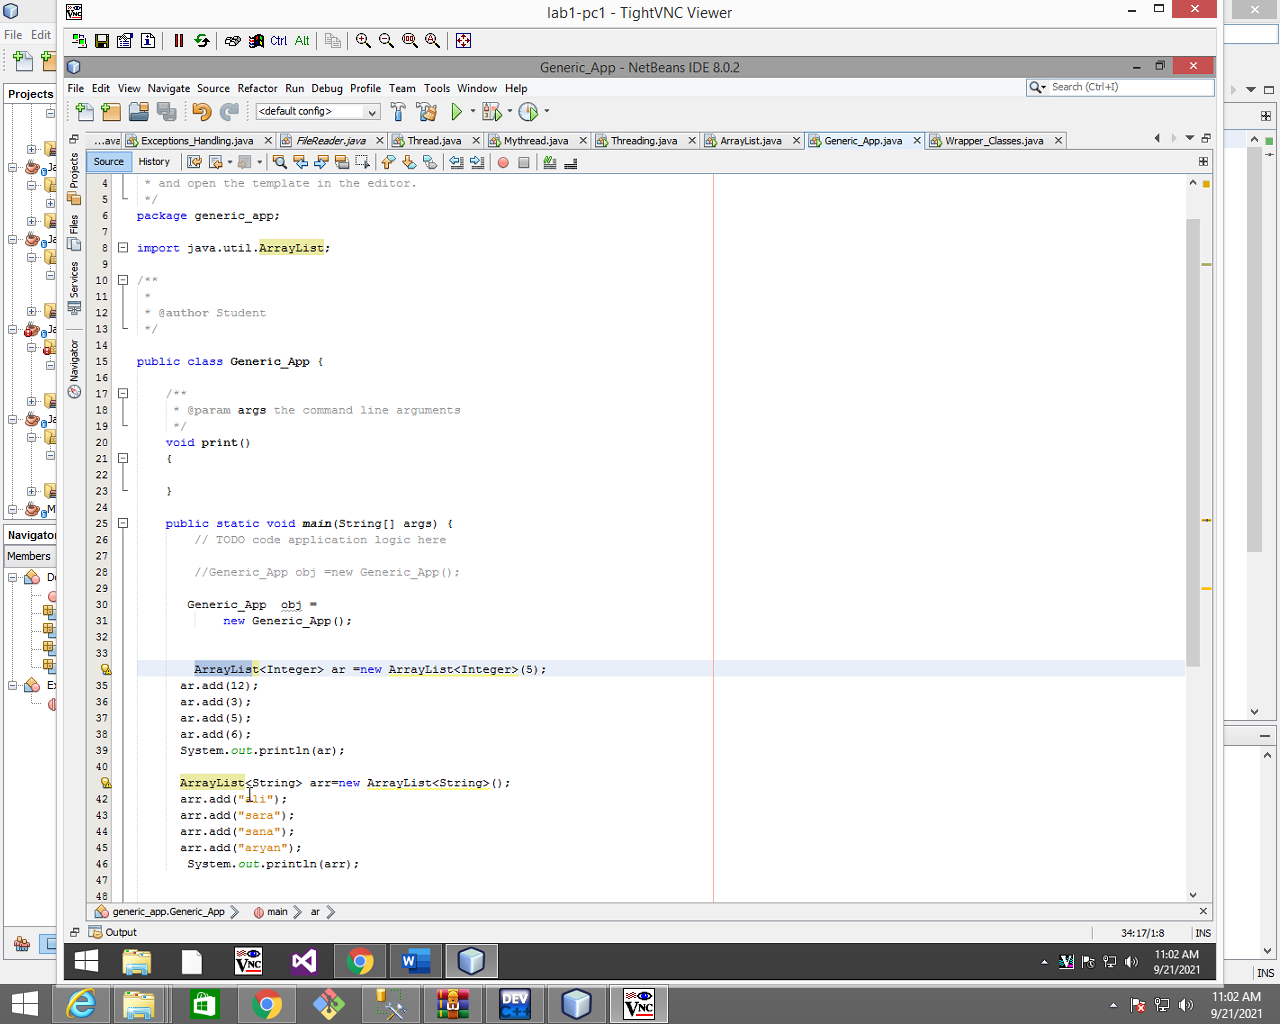 lab1-pc1 - TightVNC Viewer
File Edit
Ctrl Alt
Generic_App - NetBeans IDE 8.0.2
File Edit View Navigate Source Refactor Run Debug Profile Team Tools Window Help
Search (Ctrl+I)
Projects
<default config>
...ava Exceptions_Handling.java FileReader.java Thread.java Mythread.java Threading.java ArrayList.java Generic_App.java Wrapper_Classes.java
Source History
Projects
Files
Services
Navigator
4 * and open the template in the editor.
5 */
6 package generic_app;
7
8 import java.util.ArrayList;
9
10 /**
11 *
12 * @author Student
13 */
14
15 public class Generic_App {
16
17 /**
18 * @param args the command line arguments
19 */
20 void print()
21 {
22
23 }
24
25 public static void main(String[] args) {
26 // TODO code application logic here
27
28 //Generic_App obj =new Generic_App();
29
30 Generic_App obj =
31 new Generic_App();
32
33
ArrayList<Integer> ar =new ArrayList<Integer>(5);
35 ar.add(12);
36 ar.add(3);
37 ar.add(5);
38 ar.add(6);
39 System.out.println(ar);
40
ArrayList<String> arr=new ArrayList<String>();
42 arr.add("ali");
43 arr.add("sara");
44 arr.add("sana");
45 arr.add("aryan");
46 System.out.println(arr);
47
48
Navigator
Members
generic_app.Generic_App main ar
Output
34:17/1:8 INS
11:02 AM
9/21/2021
INS
11:02 AM
9/21/2021